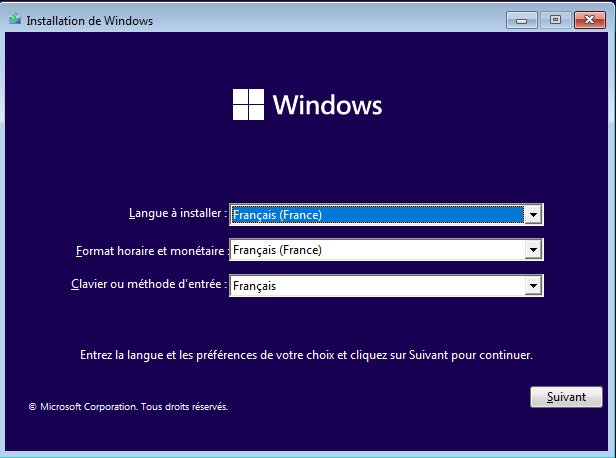 Installation de Windows
Windows
Langue à installer :
Français (France)
Format horaire et monétaire :
Français (France)
Clavier ou méthode d'entrée :
Français
Entrez la langue et les préférences de votre choix et cliquez sur Suivant pour continuer.
Suivant
© Microsoft Corporation. Tous droits réservés.